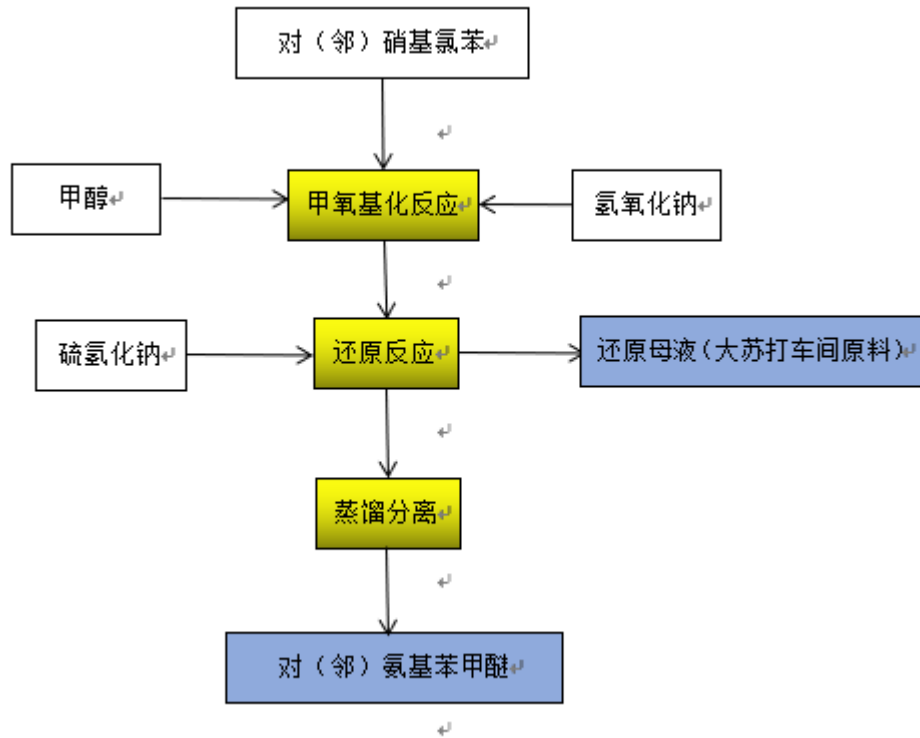 对（邻）硝基氯苯
甲醇
甲氧基化反应
氢氧化钠
硫氢化钠
还原反应
还原母液(大苏打车间原料)
蒸馏分离
对（邻）氨基苯甲醚